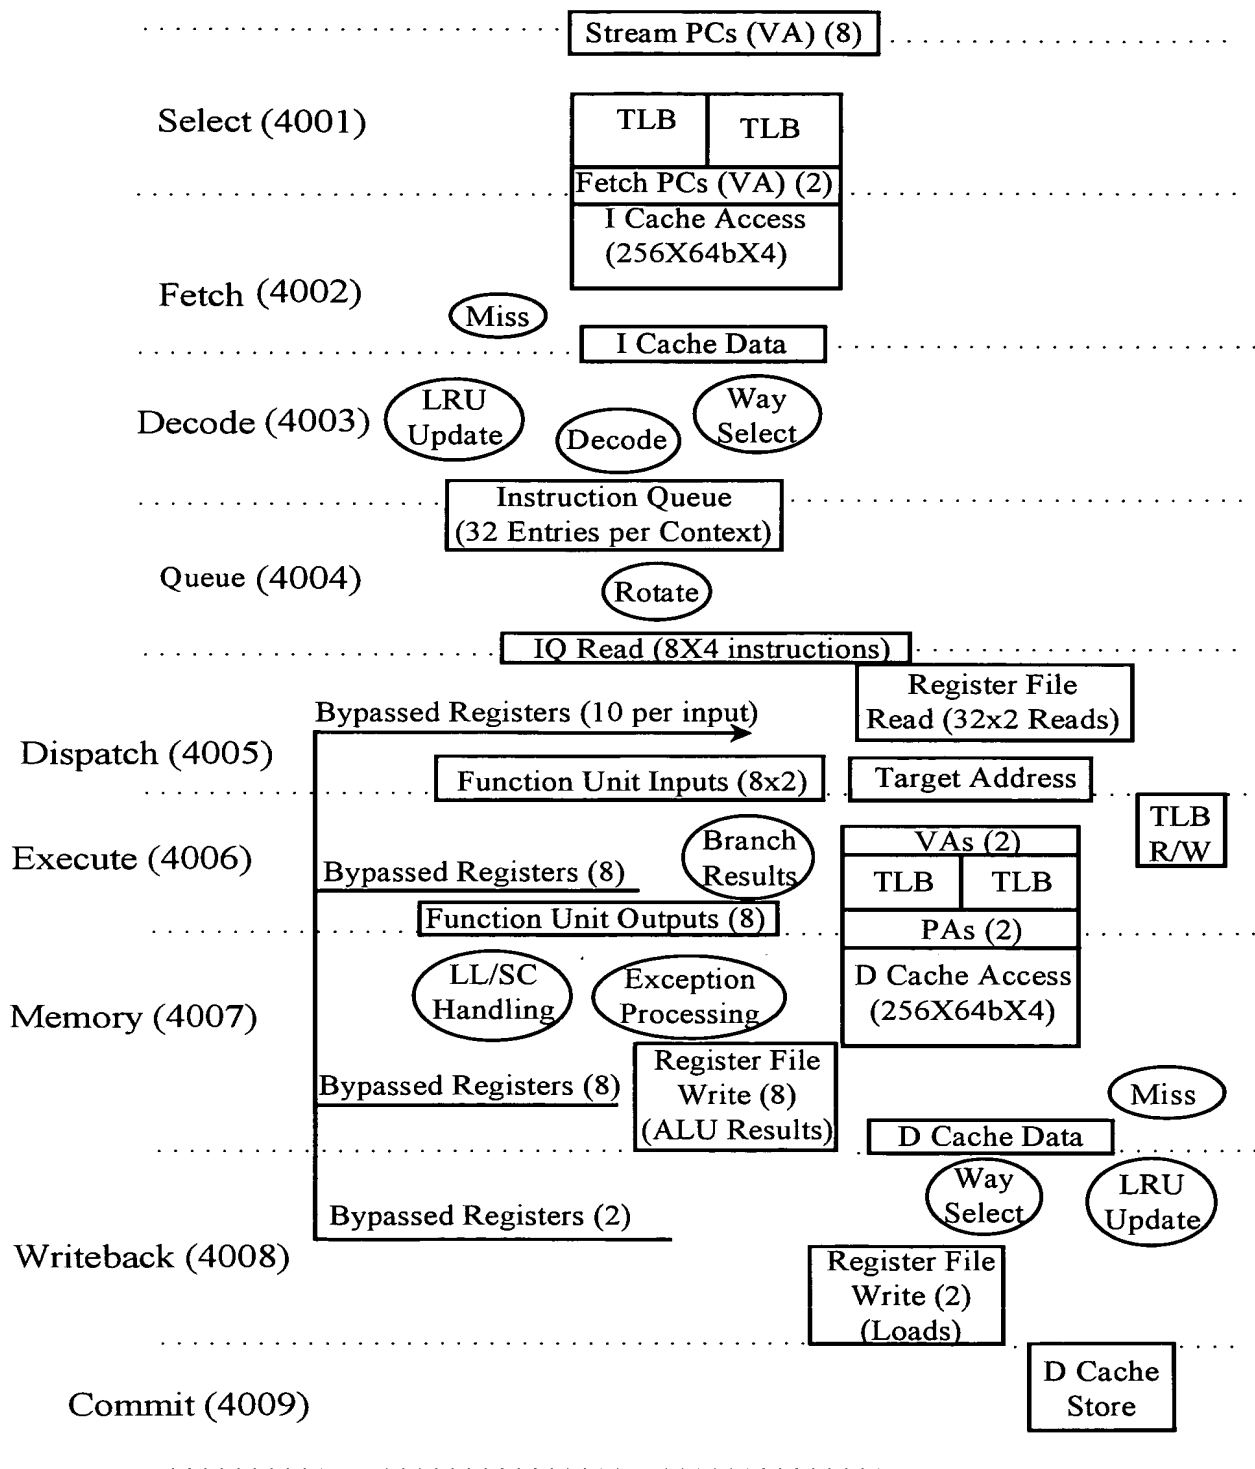 Stream PCs (VA) (8)
Select (4001)
TLB
TLB
Fetch PCs (VA) (2)
I Cache Access
(256X64bX4)
Fetch (4002)
Miss
I Cache Data
Decode (4003)
LRU
Update
Decode
Way
Select
Instruction Queue
(32 Entries per Context)
Queue (4004)
Rotate
IQ Read (8X4 instructions)
Register File
Read (32x2 Reads)
Bypassed Registers (10 per input)
Dispatch (4005)
Function Unit Inputs (8x2)
Target Address
TLB
R/W
Execute (4006)
Branch
Results
VAs (2)
TLB
TLB
Bypassed Registers (8)
Function Unit Outputs (8)
PAs (2)
Memory (4007)
LL/SC
Handling
Exception
Processing
D Cache Access
(256X64bX4)
Bypassed Registers (8)
Register File
Write (8)
(ALU Results)
Miss
D Cache Data
Way
Select
LRU
Update
Bypassed Registers (2)
Writeback (4008)
Register File
Write (2)
(Loads)
Commit (4009)
D Cache
Store